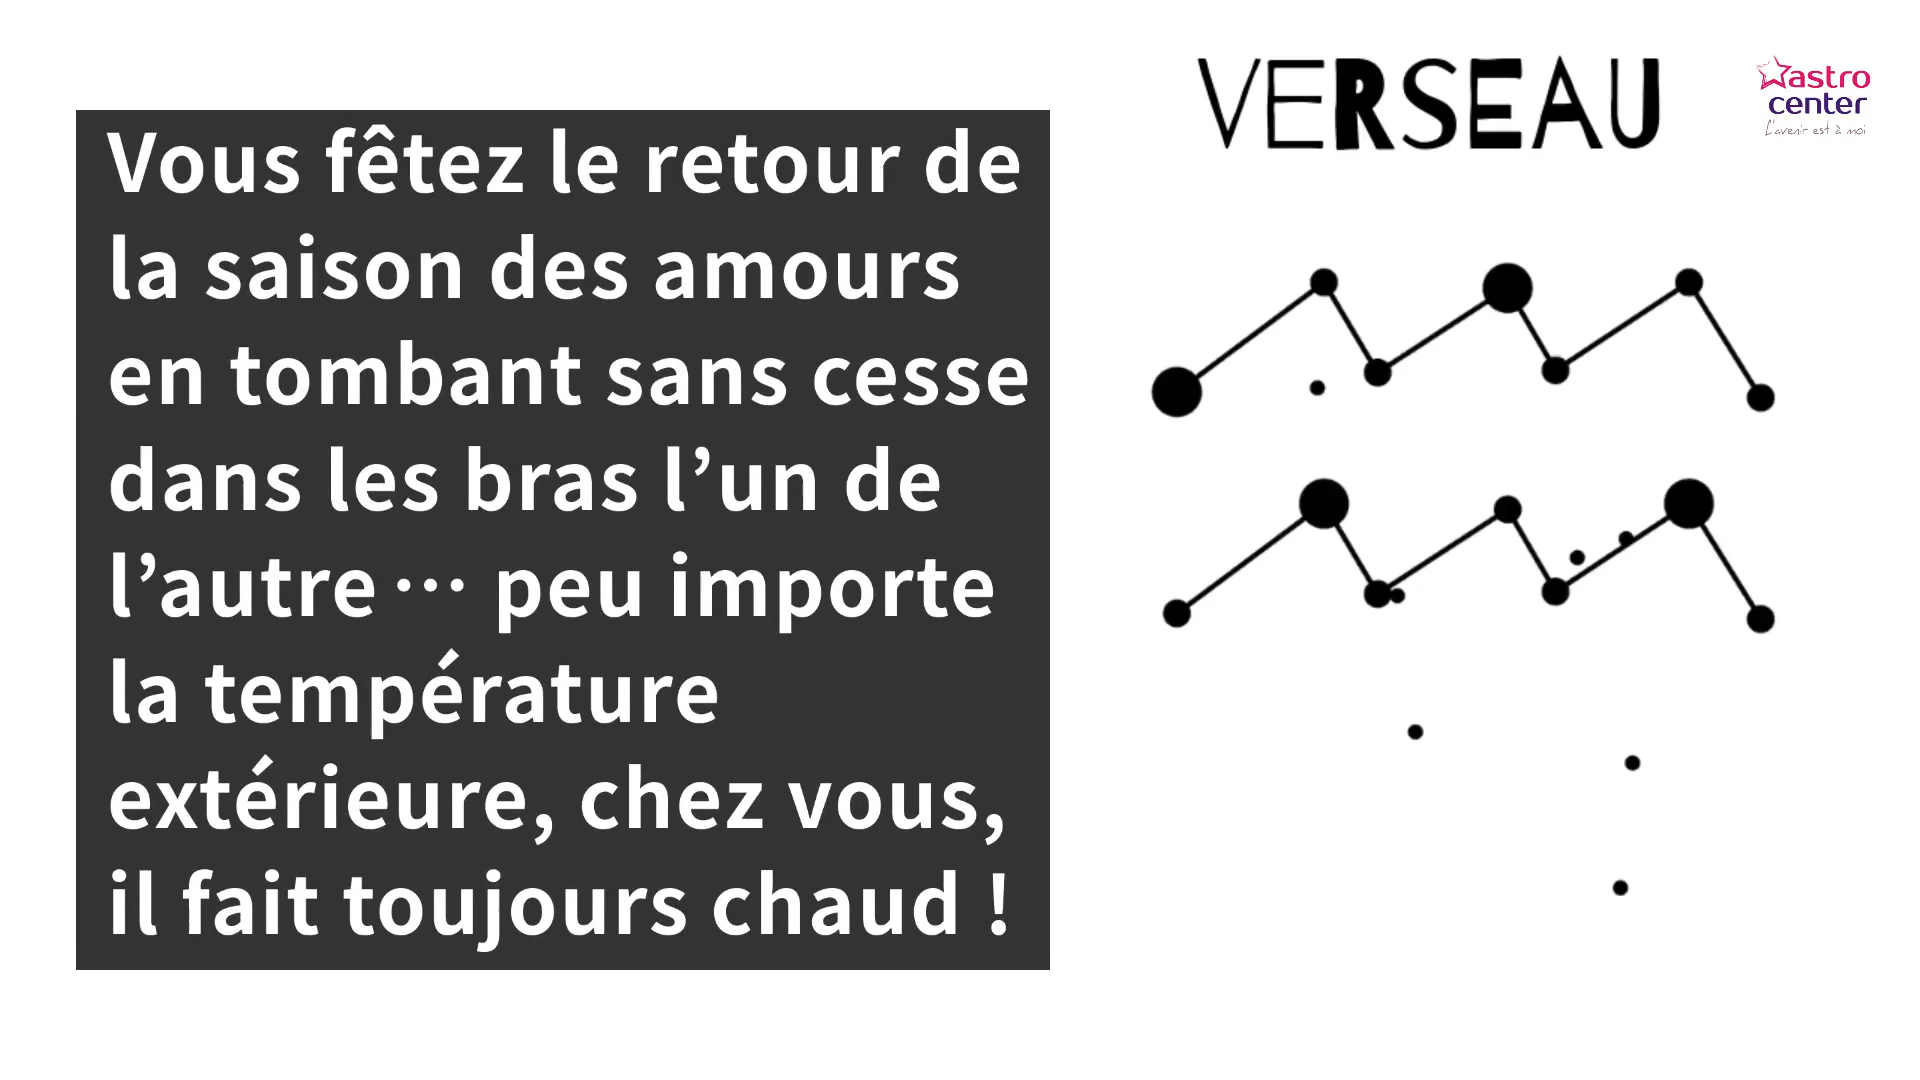 VERSEAU
astro
center
L'avenir est à moi
Vous fêtez le retour de
la saison des amours
en tombant sans cesse
dans les bras l’un de
l’autre… peu importe
la température
extérieure, chez vous,
il fait toujours chaud !